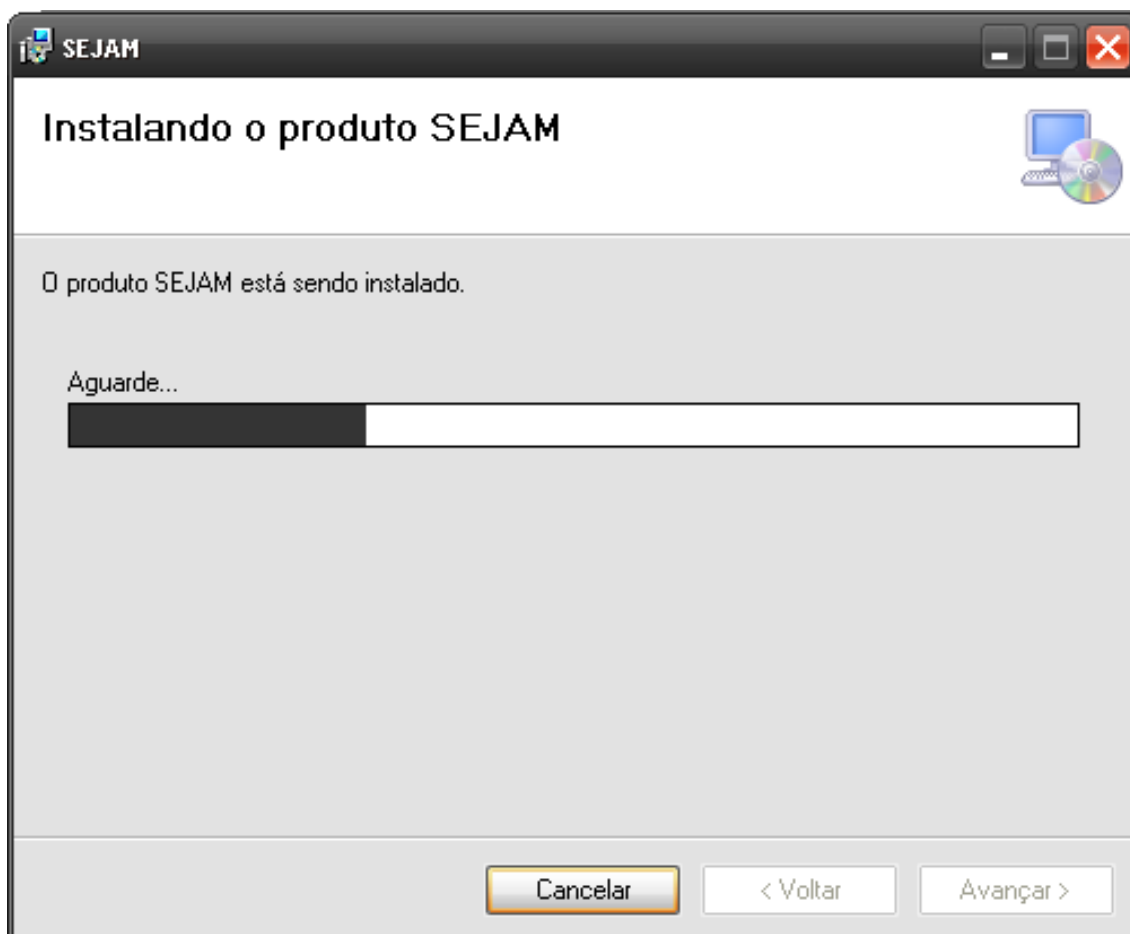 SEJAM
Instalando o produto SEJAM
O produto SEJAM está sendo instalado.
Aguarde...
Cancelar
< Voltar
Avançar >